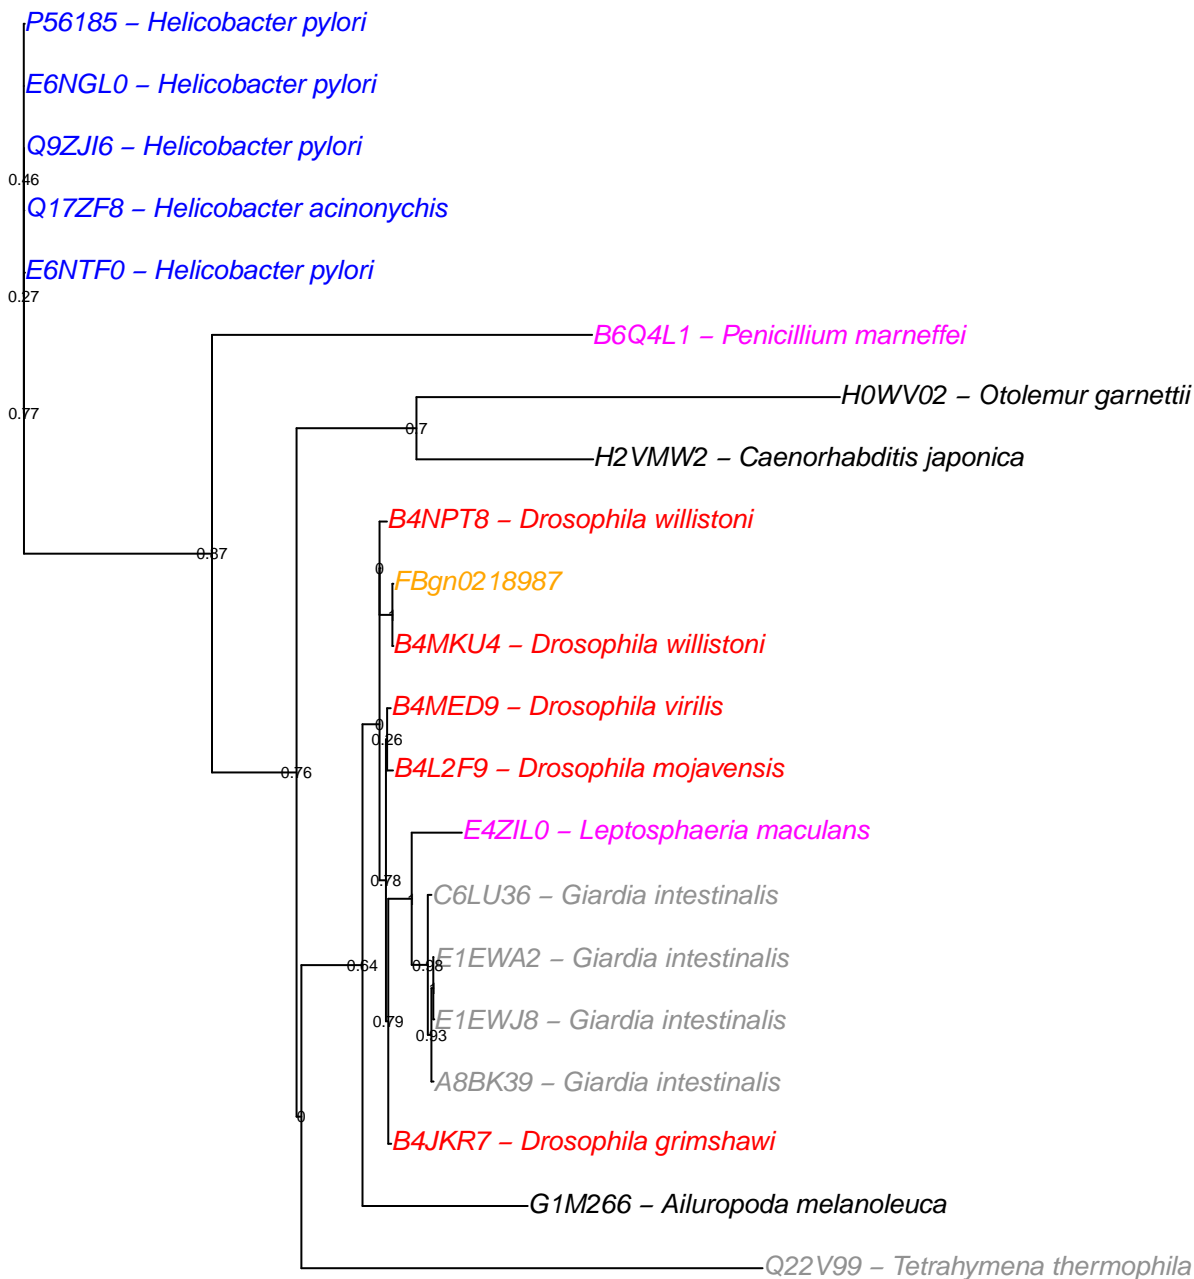 P56185 – Helicobacter pylori
E6NGL0 – Helicobacter pylori
Q9ZJI6 – Helicobacter pylori
0.46
Q17ZF8 – Helicobacter acinonychis
E6NTF0 – Helicobacter pylori
0.27
B6Q4L1 – Penicillium marneffei
H0WV02 – Otolemur garnettii
0.77
0.7
H2VMW2 – Caenorhabditis japonica
B4NPT8 – Drosophila willistoni
0.87
0
FBgn0218987
1
B4MKU4 – Drosophila willistoni
B4MED9 – Drosophila virilis
0
0.26
B4L2F9 – Drosophila mojavensis
0.76
E4ZIL0 – Leptosphaeria maculans
0.78
C6LU36 – Giardia intestinalis
1
E1EWA2 – Giardia intestinalis
0.64
0.98
E1EWJ8 – Giardia intestinalis
0.79
0.93
A8BK39 – Giardia intestinalis
0
B4JKR7 – Drosophila grimshawi
G1M266 – Ailuropoda melanoleuca
Q22V99 – Tetrahymena thermophila